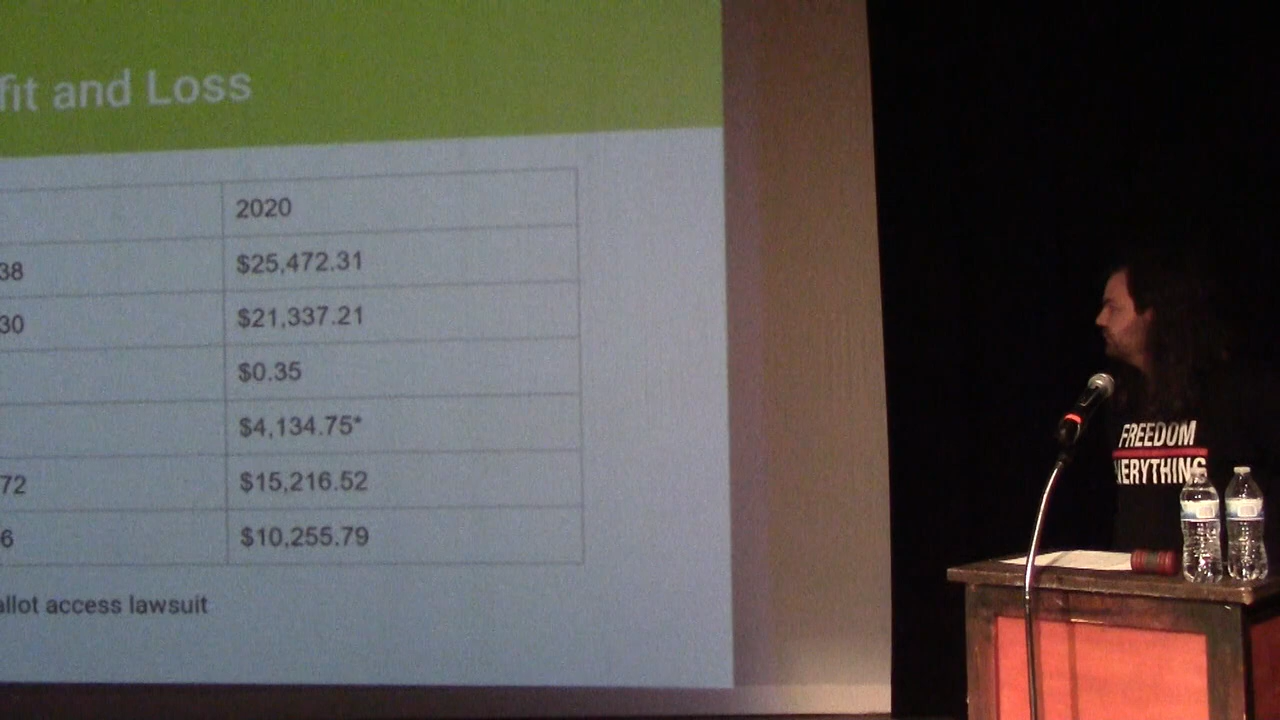 fit and Loss
2020
38 $25,472.31
30 $21,337.21
$0.35
$4,134.75*
72 $15,216.52
6 $10,255.79
allot access lawsuit
FREEDOM
VERYTHING